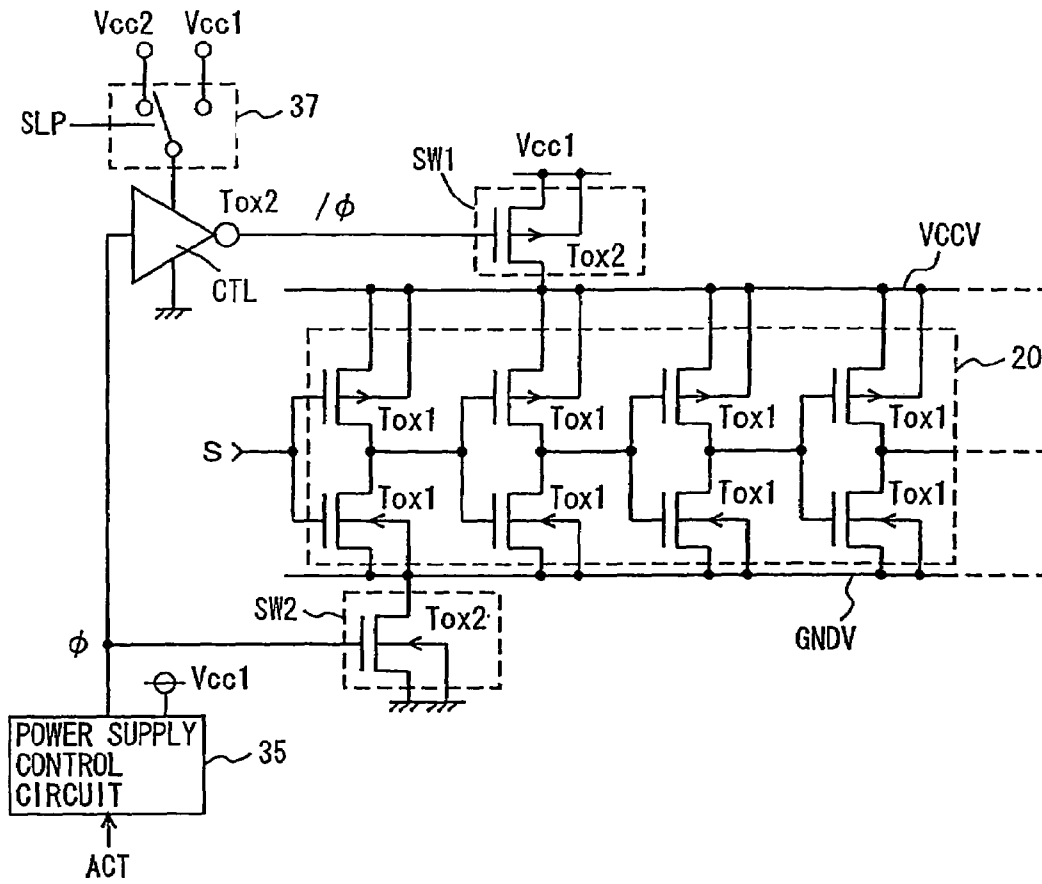 Vcc2 Vcc1
SLP
37
Tox2
/φ
CTL
SW1
Vcc1
Tox2
VCCV
20
Tox1 Tox1 Tox1 Tox1
S
Tox1 Tox1 Tox1 Tox1
SW2
Tox2
GNDV
φ
Vcc1
POWER SUPPLY
CONTROL
CIRCUIT
35
ACT